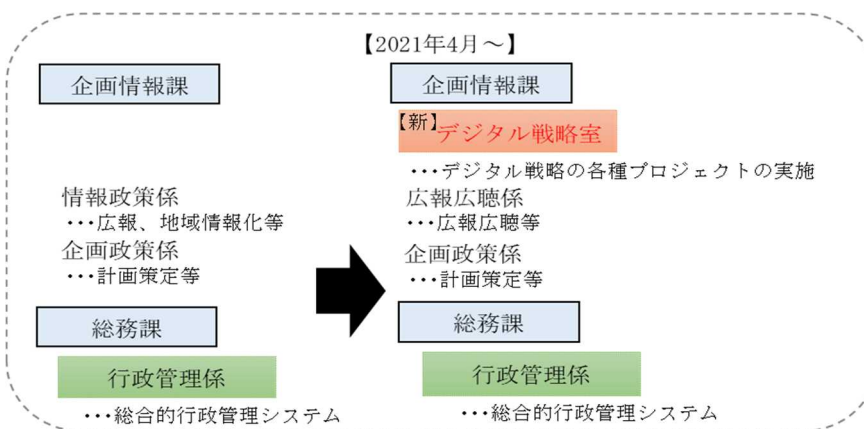 企画情報課
情報政策係
･･･広報、地域情報化等
企画政策係
･･･計画策定等
総務課
行政管理係
･･･総合的行政管理システム
【2021年4月～】
企画情報課
【新】デジタル戦略室
･･･デジタル戦略の各種プロジェクトの実施
広報広聴係
･･･広報広聴等
企画政策係
･･･計画策定等
総務課
行政管理係
･･･総合的行政管理システム